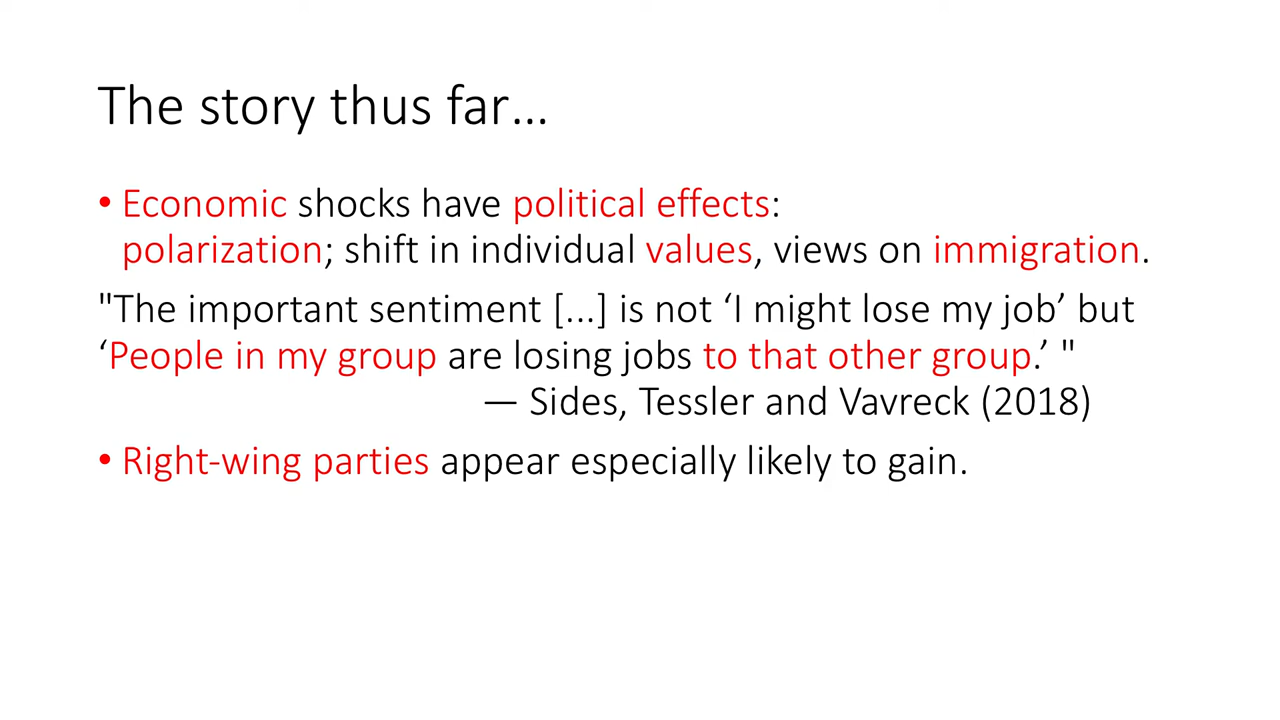 The story thus far...
• Economic shocks have political effects:
polarization; shift in individual values, views on immigration.
"The important sentiment [...] is not ‘I might lose my job’ but
‘People in my group are losing jobs to that other group.’ "
— Sides, Tessler and Vavreck (2018)
• Right-wing parties appear especially likely to gain.